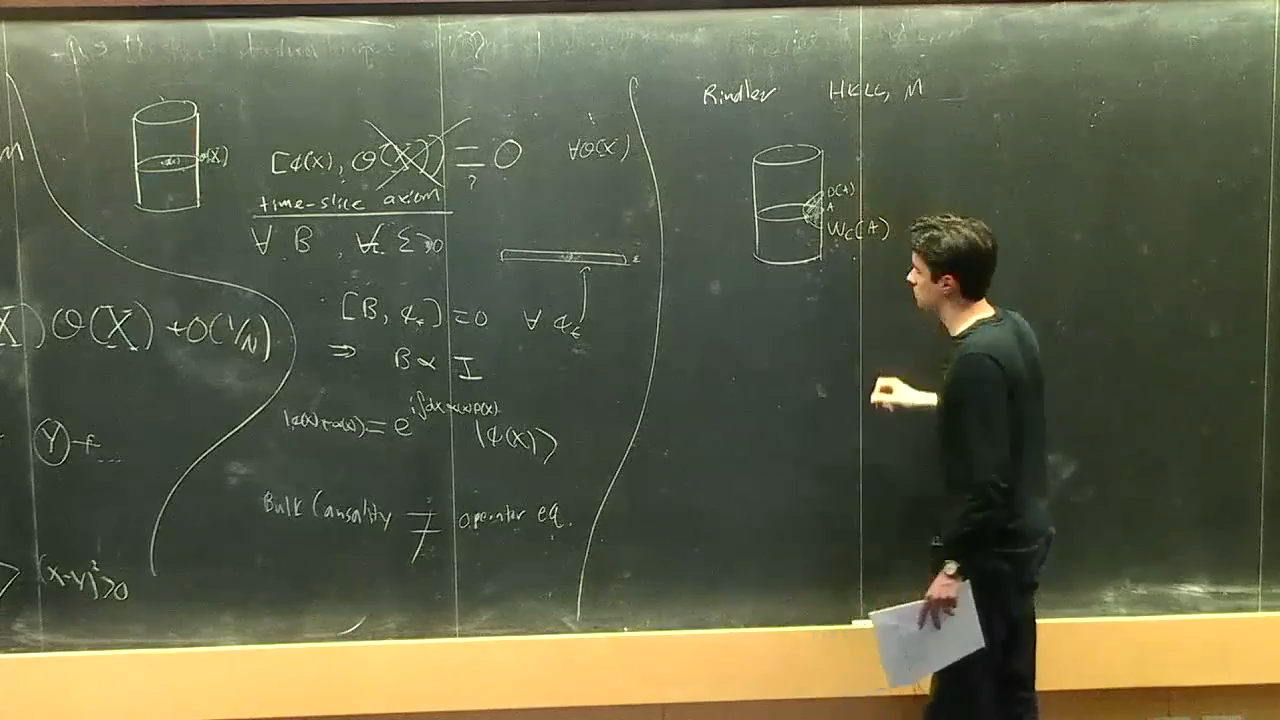 M
X) O(X) + O(1/N)
Y + ...
> (x-y)² > 0
O(X)
[φ(x), O(X)] = 0 ∀O(X)
?
time-slice axiom
∀ B, ∀ ε>0
ε
[B, φ_ε] = 0 ∀ φ_ε
⇒ B ∝ I
|φ(x)+α(x)⟩ = e^{i∫dx α(x)p(x)} |φ(x)⟩
Bulk Causality ≠ operator eq.
Rindler HKLL, M
D(A)
A
W_C(A)